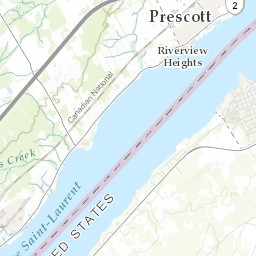 Prescott
2
Riverview
Heights
Canadian National
s Creek
e Saint-Laurent
ED STATES